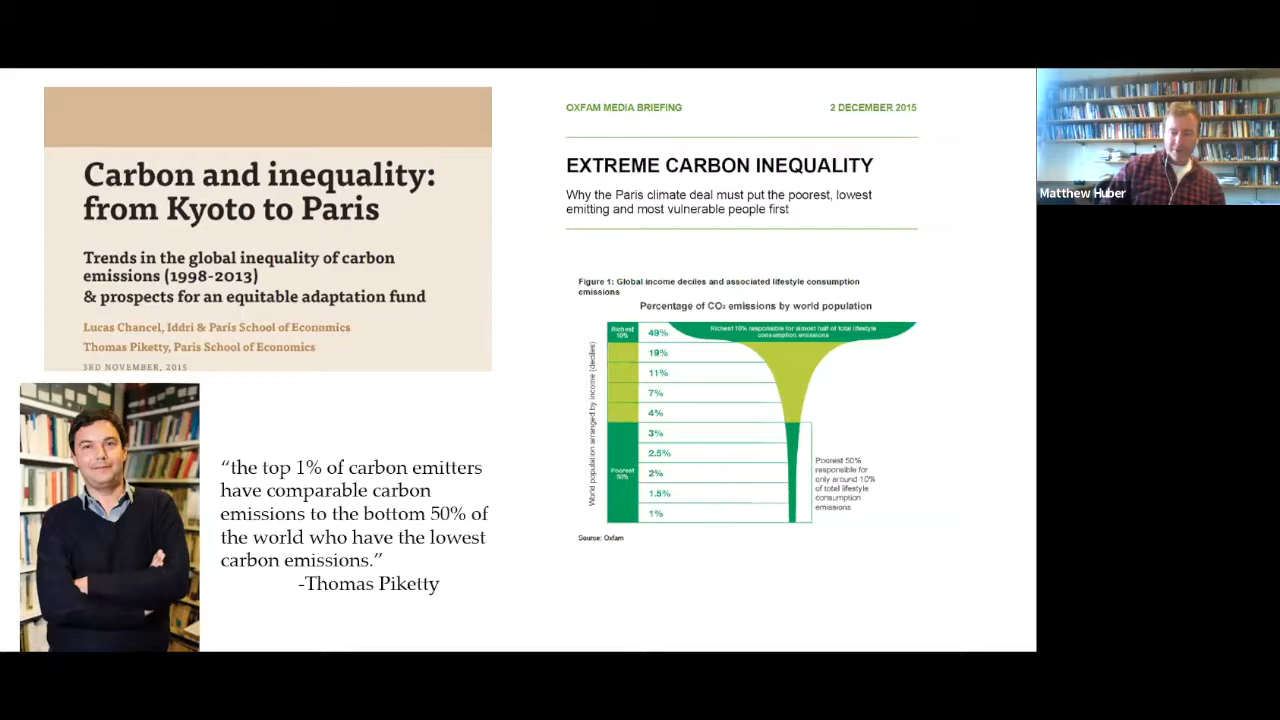 Carbon and inequality:
from Kyoto to Paris
Trends in the global inequality of carbon
emissions (1998-2013)
& prospects for an equitable adaptation fund
Lucas Chancel, Iddri & Paris School of Economics
Thomas Piketty, Paris School of Economics
3RD NOVEMBER, 2015
“the top 1% of carbon emitters
have comparable carbon
emissions to the bottom 50% of
the world who have the lowest
carbon emissions.”
-Thomas Piketty
OXFAM MEDIA BRIEFING
2 DECEMBER 2015
EXTREME CARBON INEQUALITY
Why the Paris climate deal must put the poorest, lowest
emitting and most vulnerable people first
Figure 1: Global income deciles and associated lifestyle consumption
emissions
Percentage of CO₂ emissions by world population
World population arranged by income (deciles)
Richest
10%
49%
Richest 10% responsible for almost half of total lifestyle
consumption emissions
19%
11%
7%
4%
3%
2.5%
Poorest
50%
2%
1.5%
1%
Poorest 50%
responsible for
only around 10%
of total lifestyle
consumption
emissions
Source: Oxfam
Matthew Huber